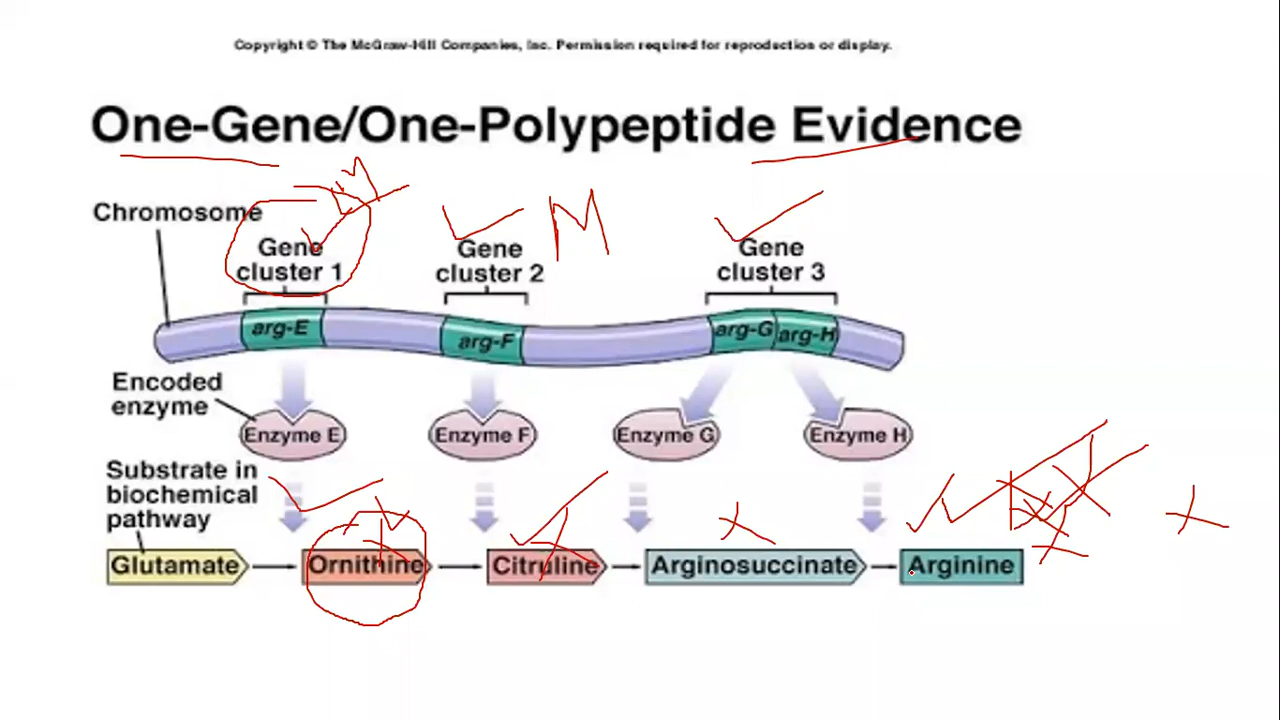 Copyright © The McGraw-Hill Companies, Inc. Permission required for reproduction or display.
One-Gene/One-Polypeptide Evidence
Chromosome
Gene cluster 1
Gene cluster 2
Gene cluster 3
M
arg-E
arg-F
arg-G
arg-H
Encoded enzyme
Enzyme E
Enzyme F
Enzyme G
Enzyme H
Substrate in biochemical pathway
Glutamate
Ornithine
Citruline
Arginosuccinate
Arginine